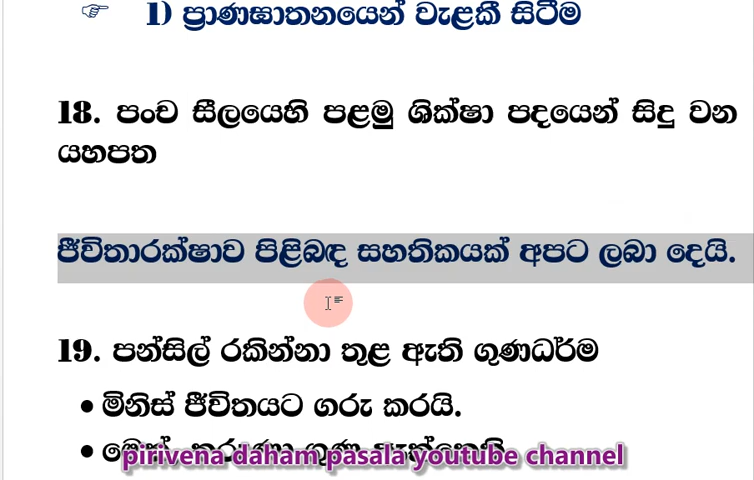 ☞ 1) ප්‍රාණඝාතනයෙන් වැළකී සිටීම
18. පංච සීලයෙහි පළමු ශික්ෂා පදයෙන් සිදු වන
යහපත
ජීවිතාරක්ෂාව පිළිබඳ සහතිකයක් අපට ලබා දෙයි.
19. පන්සිල් රකින්නා තුළ ඇති ගුණධර්ම
• මිනිස් ජීවිතයට ගරු කරයි.
pirivena daham pasala youtube channel